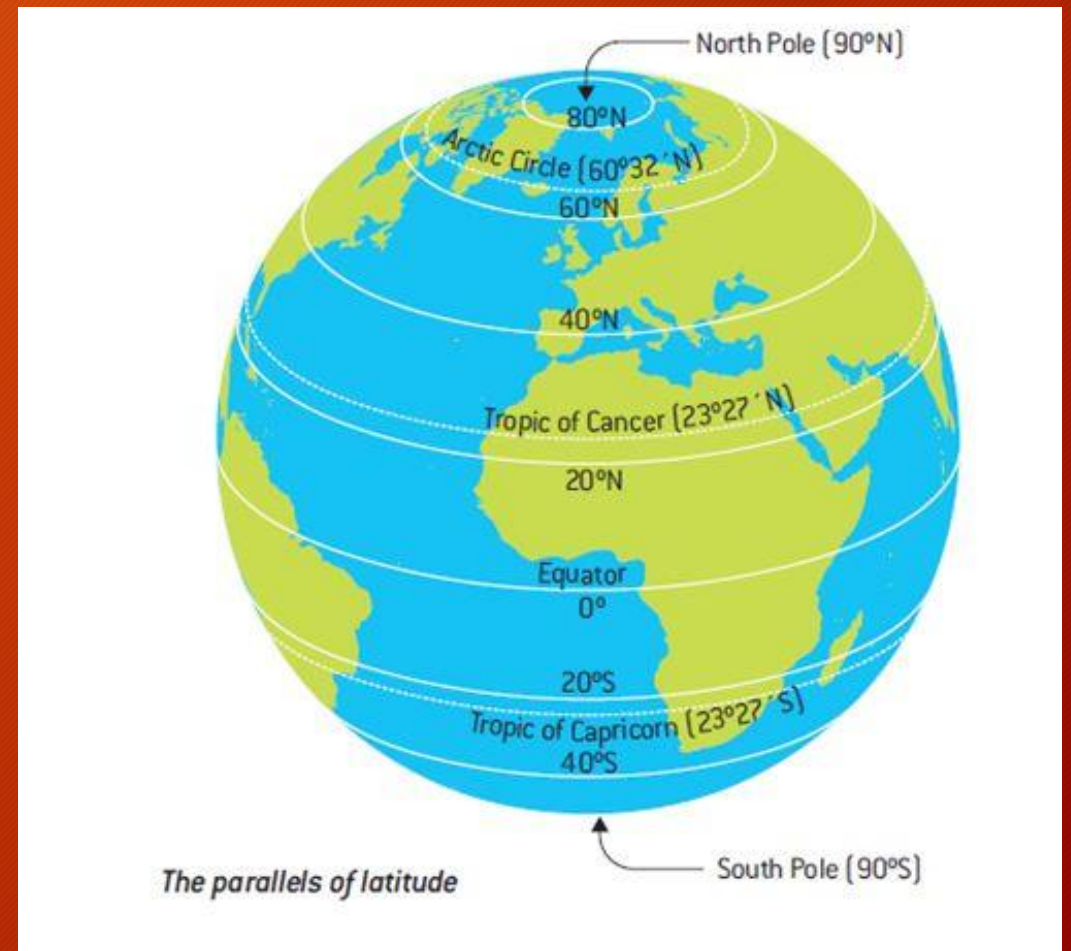 North Pole (90ºN)
80ºN
Arctic Circle (60º32´N)
60ºN
40ºN
Tropic of Cancer (23º27´N)
20ºN
Equator
0º
20ºS
Tropic of Capricorn (23º27´S)
40ºS
South Pole (90ºS)
The parallels of latitude